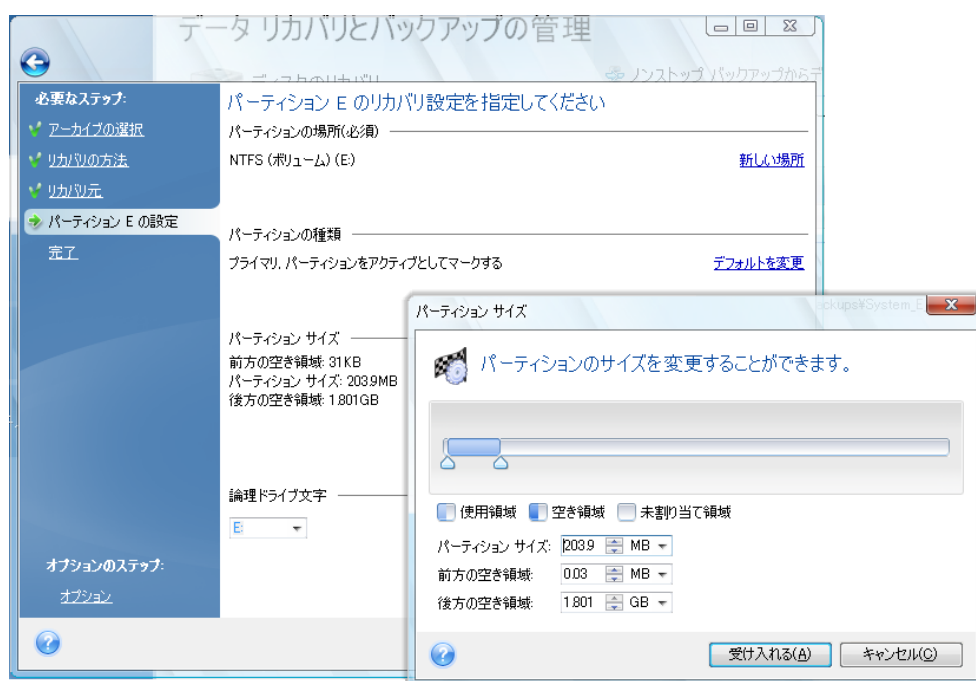 データ リカバリとバックアップの管理
ディスクのリカバリ
ノンストップ バックアップからデ
必要なステップ:
アーカイブの選択
リカバリの方法
リカバリ元
パーティション E の設定
完了
オプションのステップ:
オプション
パーティション E のリカバリ設定を指定してください
パーティションの場所(必須)
NTFS (ボリューム) (E:)
新しい場所
パーティションの種類
プライマリ, パーティションをアクティブとしてマークする
デフォルトを変更
パーティション サイズ
前方の空き領域: 31KB
パーティション サイズ: 203.9MB
後方の空き領域: 1.801GB
論理ドライブ文字
E:
ackups¥System_E
パーティション サイズ
パーティションのサイズを変更することができます。
使用領域 空き領域 未割り当て領域
パーティション サイズ: 203.9 MB
前方の空き領域: 0.03 MB
後方の空き領域: 1.801 GB
受け入れる(A) キャンセル(C)